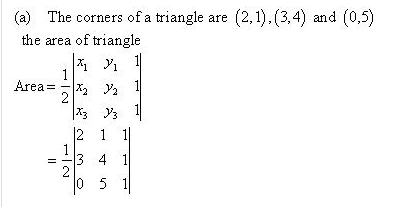 (a) The corners of a triangle are (2,1),(3,4) and (0,5)
the area of triangle
Area = 1/2 |x₁ y₁ 1|
|x₂ y₂ 1|
|x₃ y₃ 1|
= 1/2 |2 1 1|
|3 4 1|
|0 5 1|